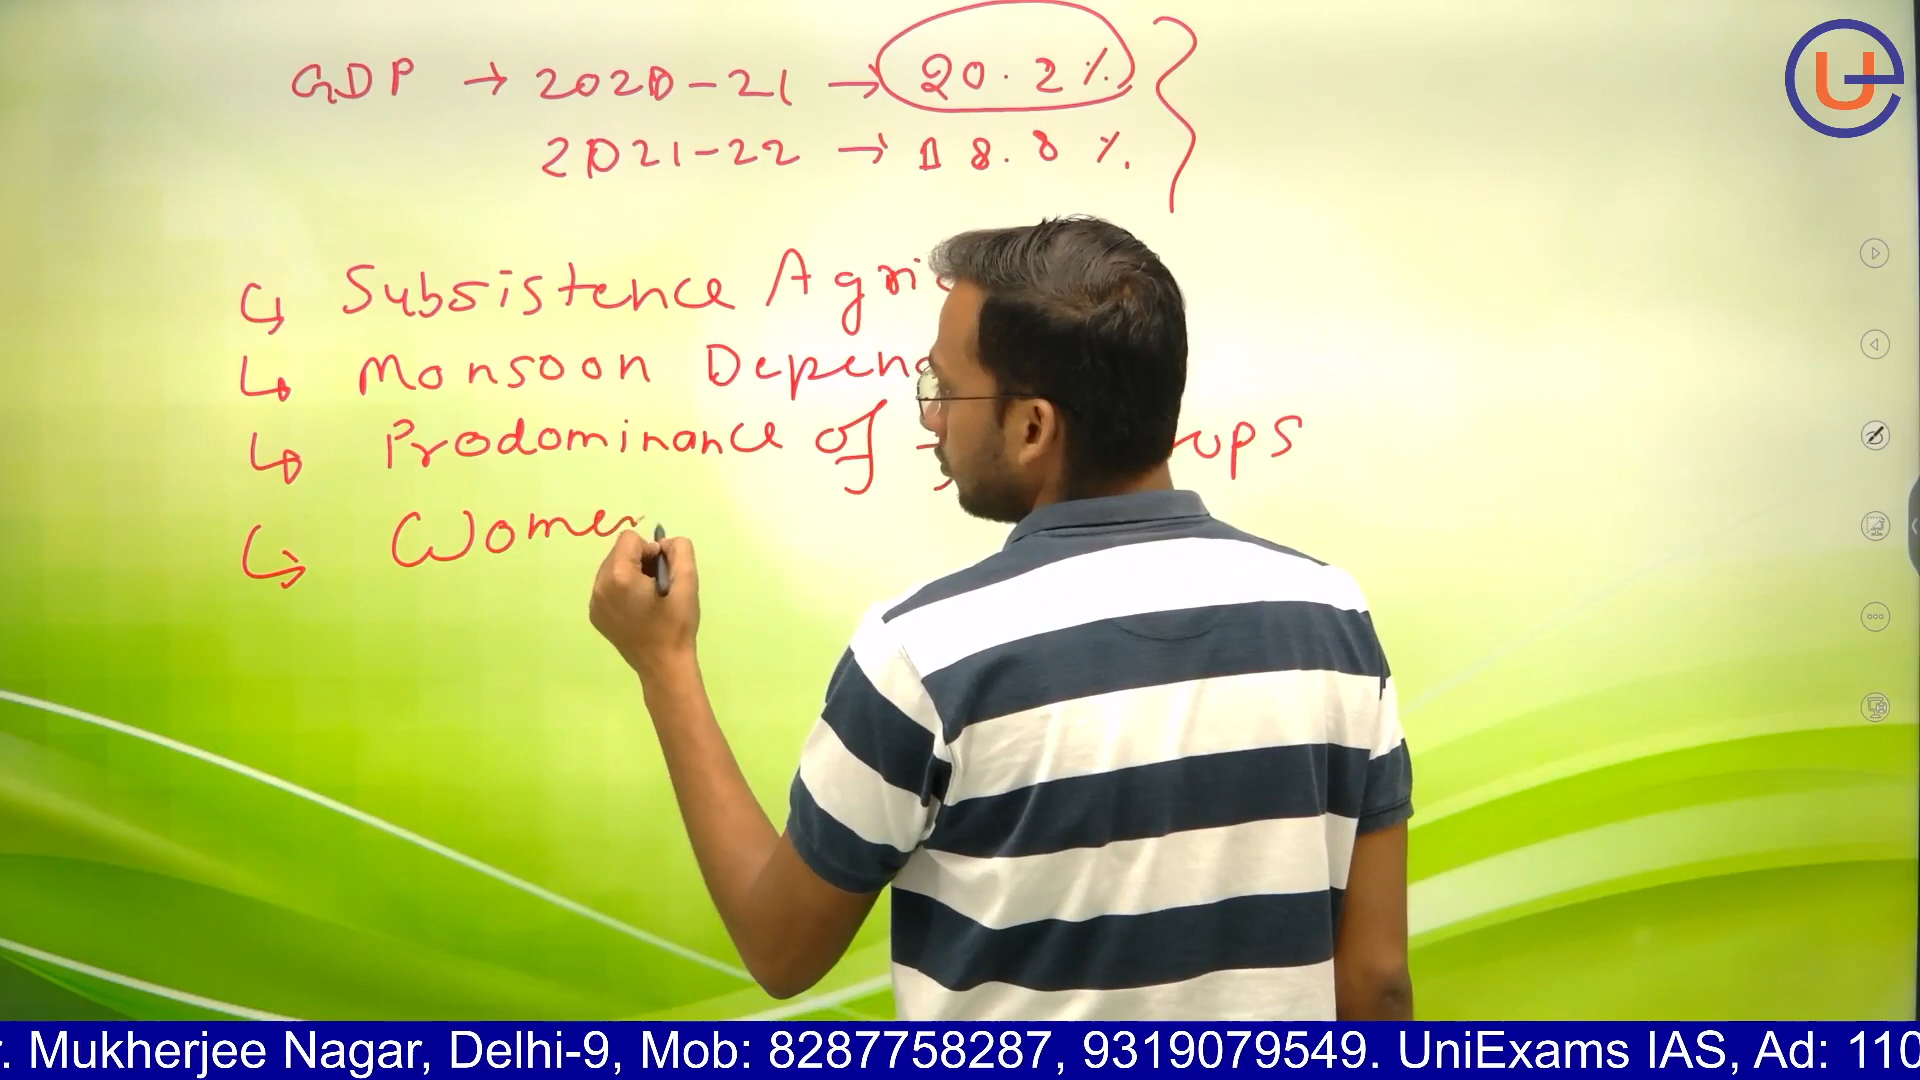 GDP → 2020-21 → 20.2%
2021-22 → 18.8%
↳ Subsistence Agri
↳ Monsoon Depen
↳ Prodominance of
↳ Women
r. Mukherjee Nagar, Delhi-9, Mob: 8287758287, 9319079549. UniExams IAS, Ad: 110